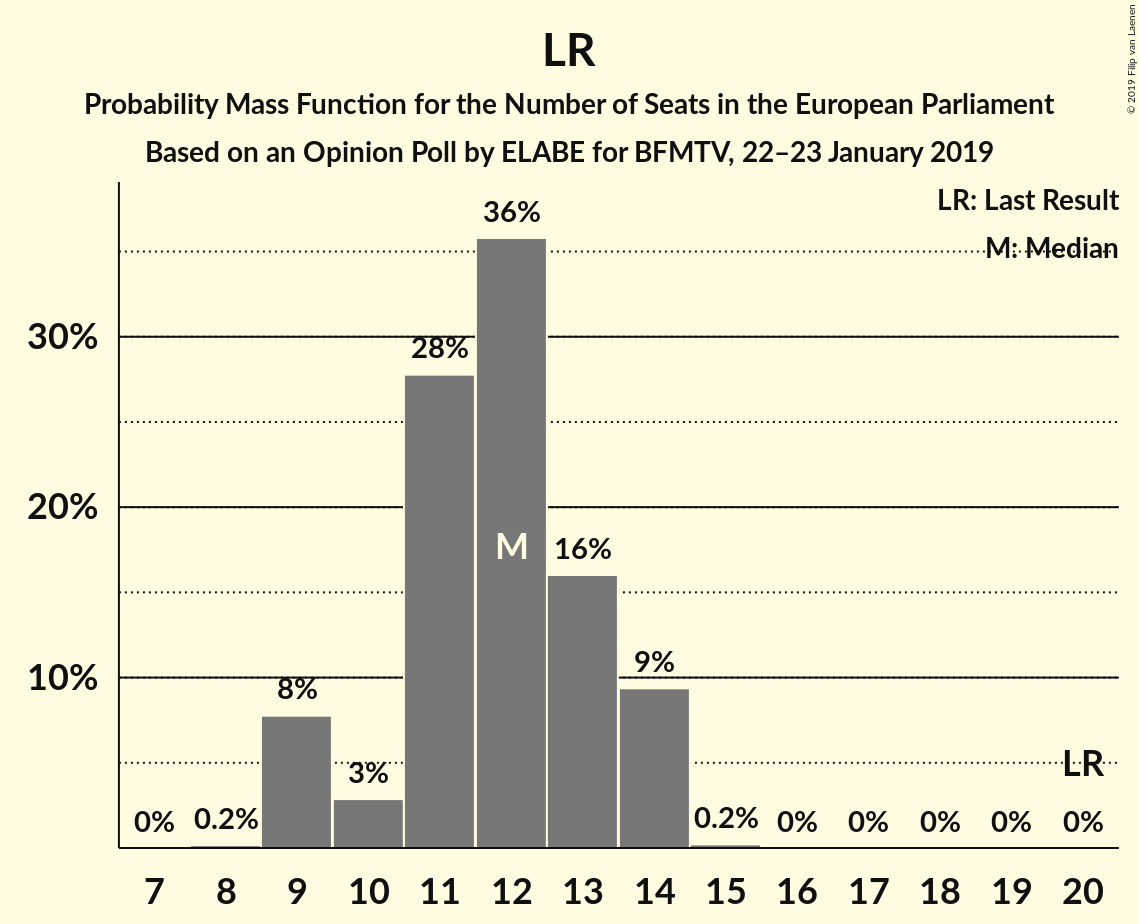 LR
Probability Mass Function for the Number of Seats in the European Parliament
Based on an Opinion Poll by ELABE for BFMTV, 22–23 January 2019
© 2019 Filip van Laenen
LR: Last Result
M: Median
30%
20%
10%
0%
0.2%
8%
3%
28%
36%
M
16%
9%
0.2%
0%
0%
0%
0%
LR
0%
7 8 9 10 11 12 13 14 15 16 17 18 19 20